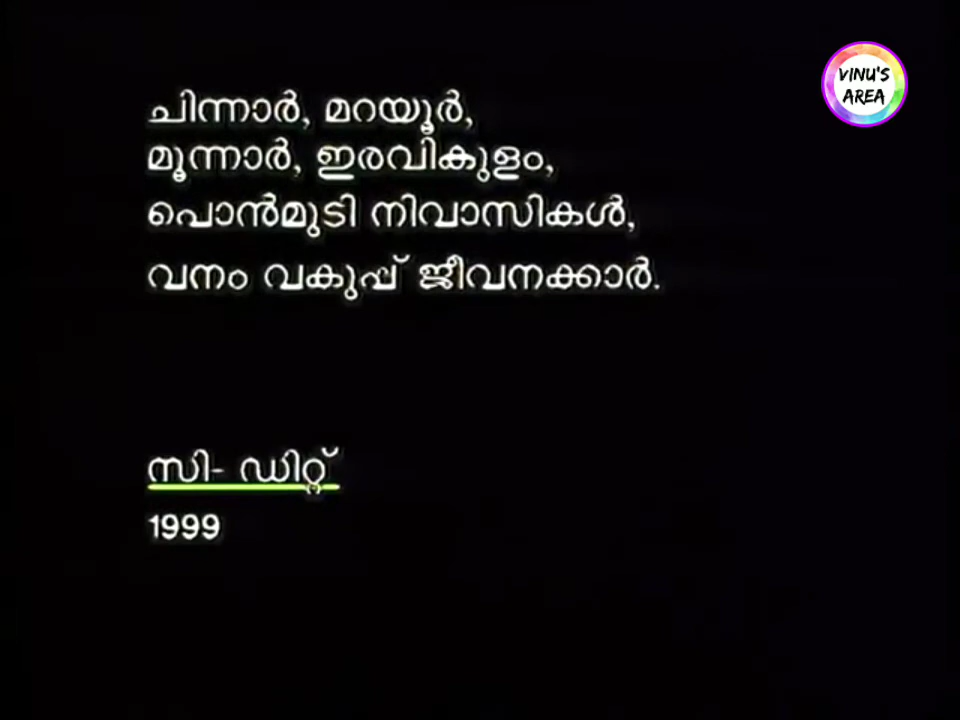 VINU'S
AREA
ചിന്നാർ, മറയൂർ,
മൂന്നാർ, ഇരവികുളം,
പൊൻമുടി നിവാസികൾ,
വനം വകുപ്പ് ജീവനക്കാർ.
സി- ഡിറ്റ്
1999